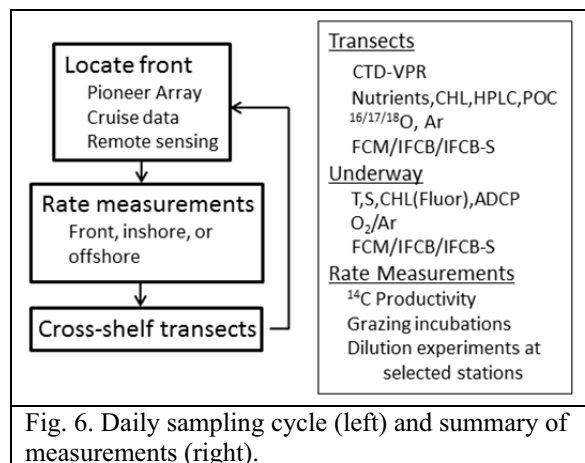 Locate front
Pioneer Array
Cruise data
Remote sensing
Rate measurements
Front, inshore, or
offshore
Cross-shelf transects
Transects
CTD-VPR
Nutrients,CHL,HPLC,POC
16/17/18O, Ar
FCM/IFCB/IFCB-S
Underway
T,S,CHL(Fluor),ADCP
O2/Ar
FCM/IFCB/IFCB-S
Rate Measurements
14C Productivity
Grazing incubations
Dilution experiments at
selected stations
Fig. 6. Daily sampling cycle (left) and summary of
measurements (right).